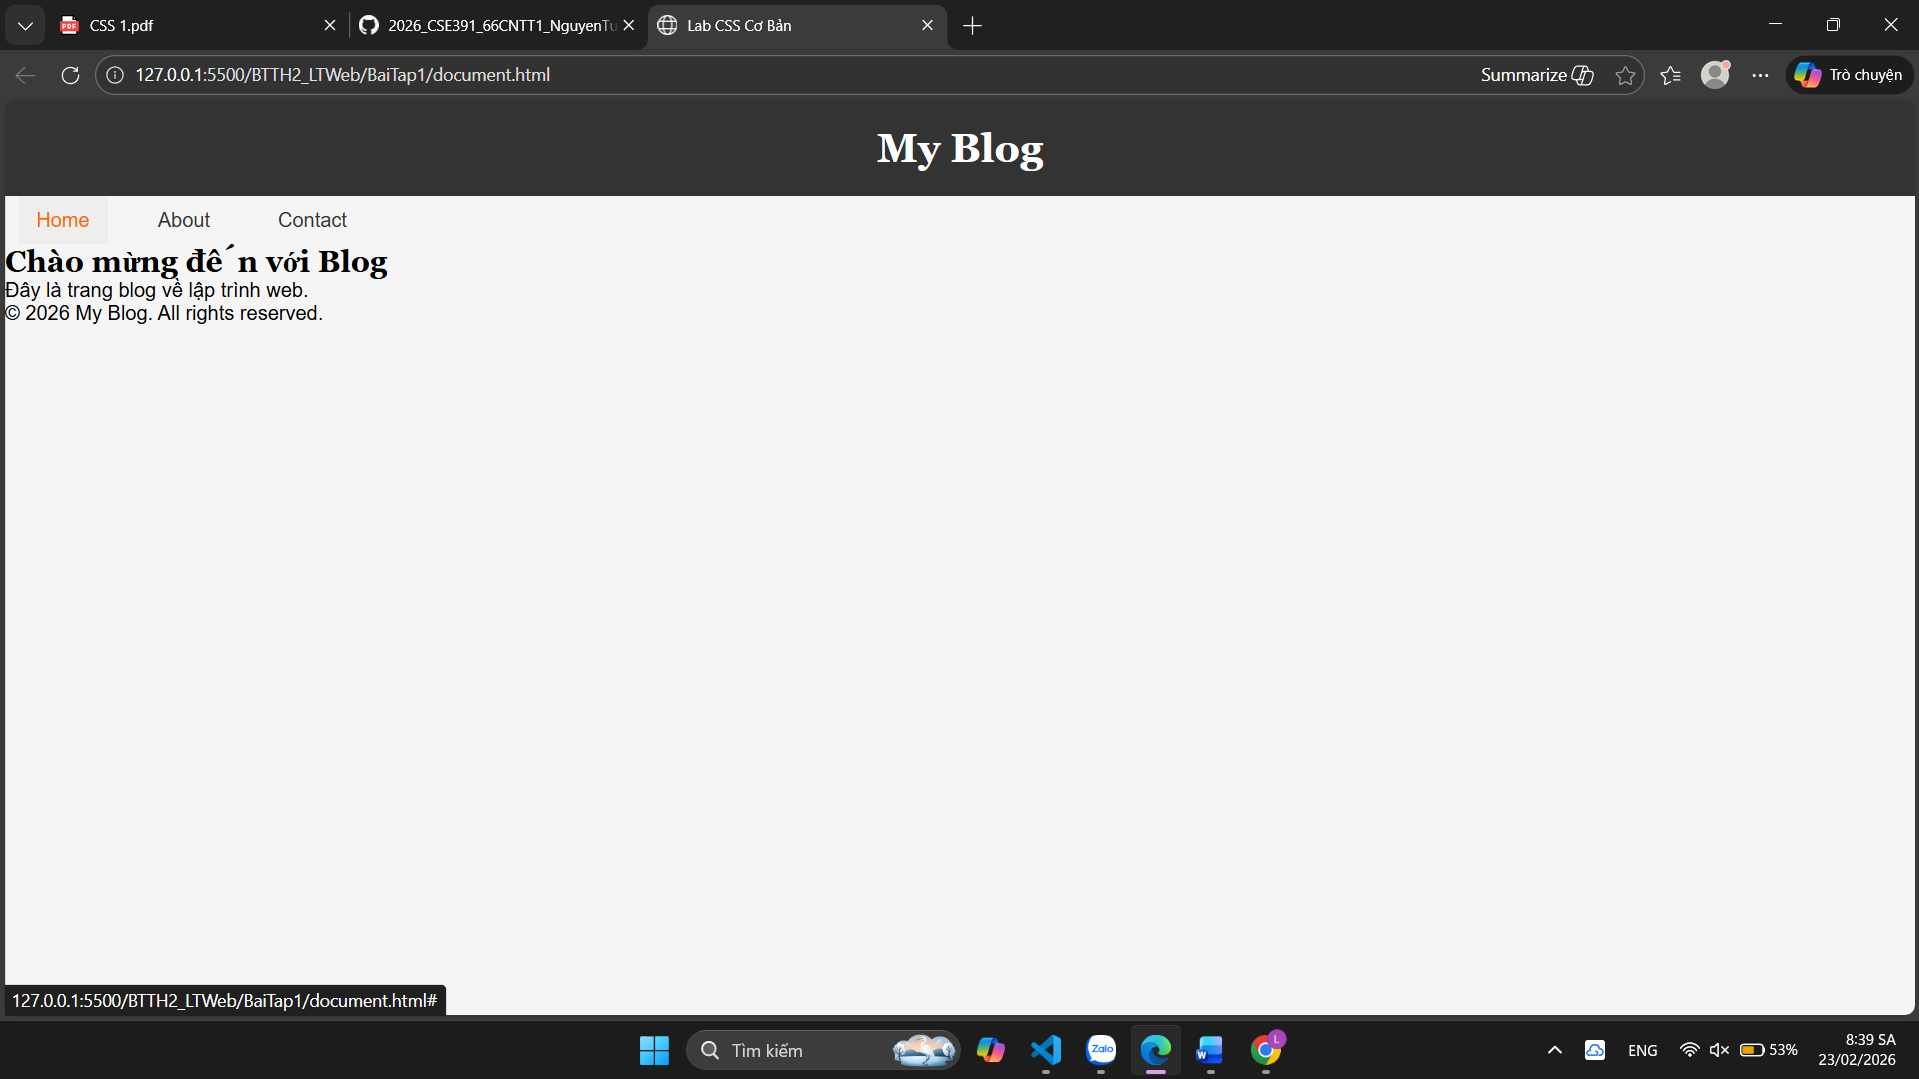 CSS 1.pdf
2026_CSE391_66CNTT1_NguyenTu
Lab CSS Cơ Bản
127.0.0.1:5500/BTTH2_LTWeb/BaiTap1/document.html
Summarize
Trò chuyện
My Blog
Home About Contact
Chào mừng đến với Blog
Đây là trang blog về lập trình web.
© 2026 My Blog. All rights reserved.
127.0.0.1:5500/BTTH2_LTWeb/BaiTap1/document.html#
Tìm kiếm
Zalo
W
L
ENG
53%
8:39 SA
23/02/2026